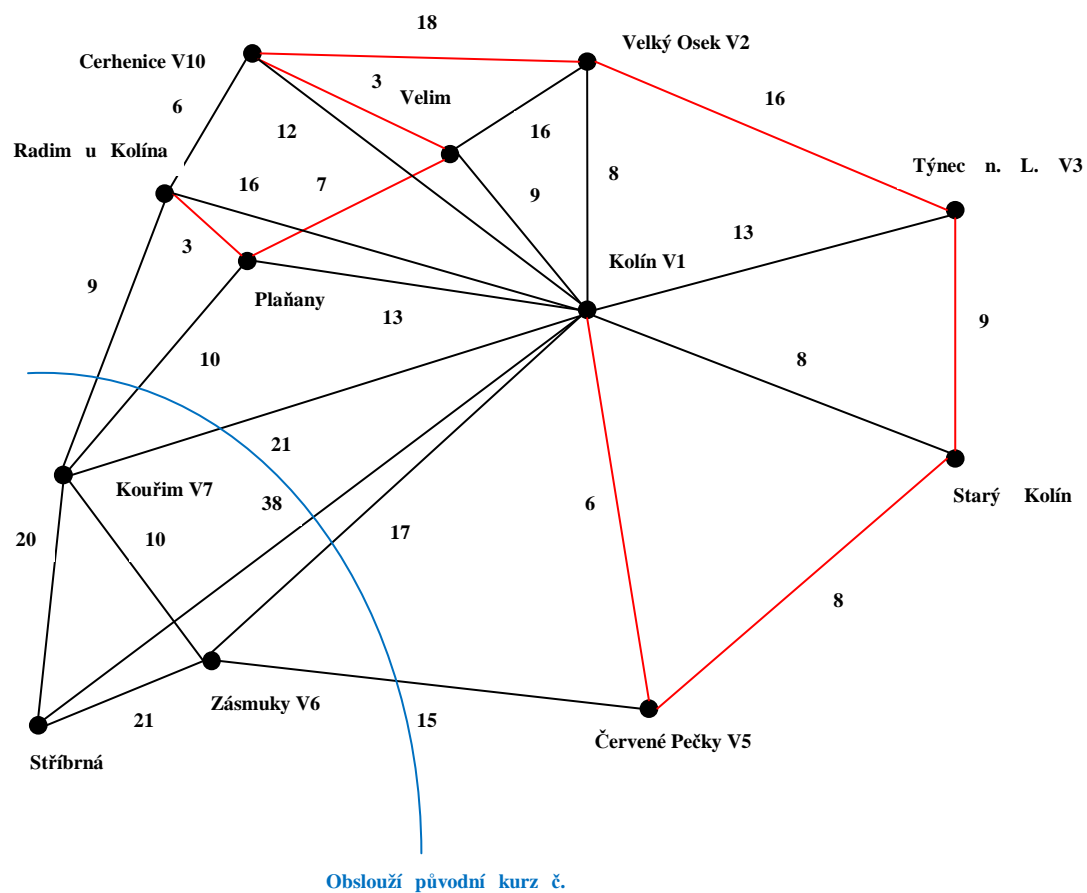 18
Velký Osek V2
Cerhenice V10
3
Velim
6
16
12
16
Radim u Kolína
Týnec n. L. V3
16
7
8
9
3
13
Kolín V1
9
Plaňany
13
9
10
8
21
Kouřim V7
38
6
Starý Kolín
20
10
17
8
Zásmuky V6
21
15
Červené Pečky V5
Stříbrná
Obslouží původní kurz č.